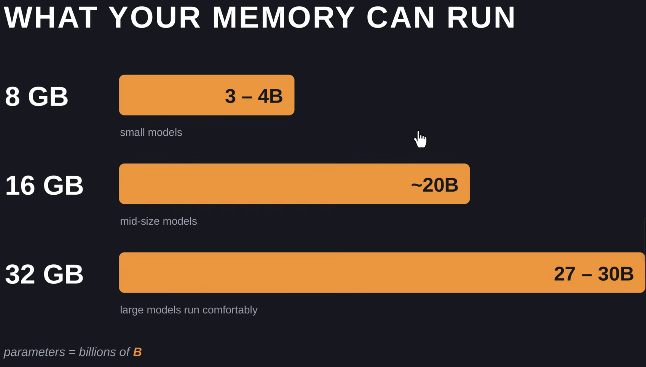 WHAT YOUR MEMORY CAN RUN
8 GB
3 – 4B
small models
16 GB
~20B
mid-size models
32 GB
27 – 30B
large models run comfortably
parameters = billions of B